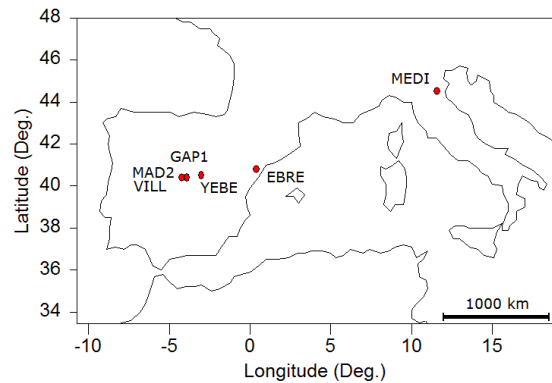 48
46
44
42
40
38
36
34
Latitude (Deg.)
MEDI
GAP1
MAD2
VILL
YEBE
EBRE
1000 km
-10 -5 0 5 10 15
Longitude (Deg.)